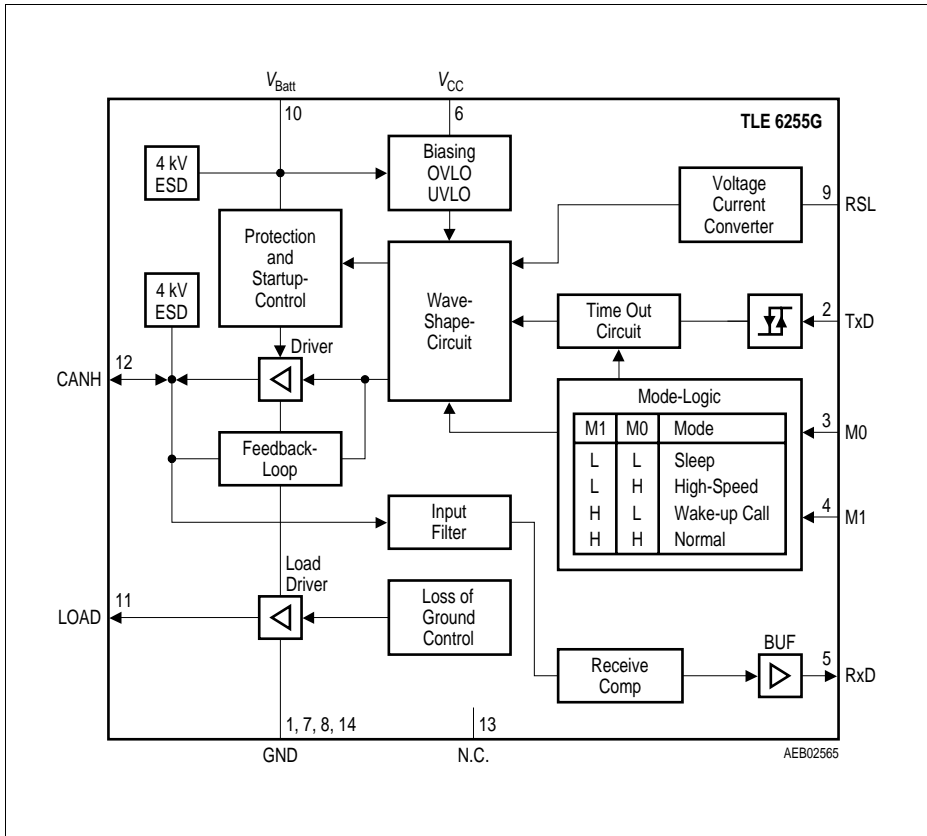 V Batt
V CC
10
6
TLE 6255G
4 kV
ESD
Biasing
OVLO
UVLO
Voltage
Current
Converter
9
RSL
Protection
and
Startup-
Control
4 kV
ESD
Wave-
Shape-
Circuit
Time Out
Circuit
2
TxD
Driver
12
CANH
Mode-Logic
M1 M0 Mode
L L Sleep
L H High-Speed
H L Wake-up Call
H H Normal
3
M0
4
M1
Feedback-
Loop
Input
Filter
Load
Driver
11
LOAD
Loss of
Ground
Control
Receive
Comp
BUF
5
RxD
1, 7, 8, 14
13
GND
N.C.
AEB02565